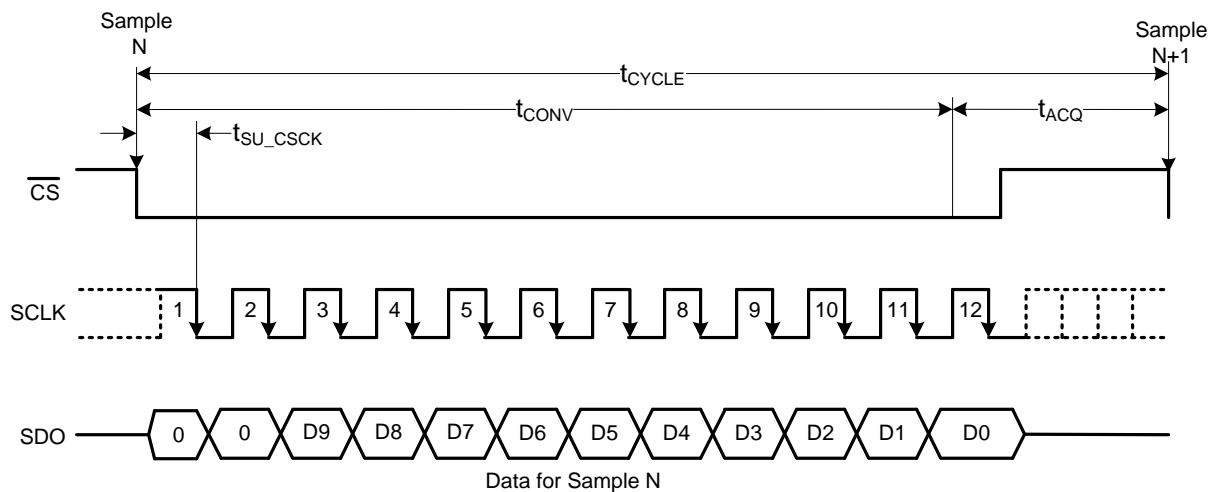 Sample
N
Sample
N+1
tCYCLE
tCONV
tACQ
tSU_CSCK
CS
SCLK
1 2 3 4 5 6 7 8 9 10 11 12
SDO
0 0 D9 D8 D7 D6 D5 D4 D3 D2 D1 D0
Data for Sample N